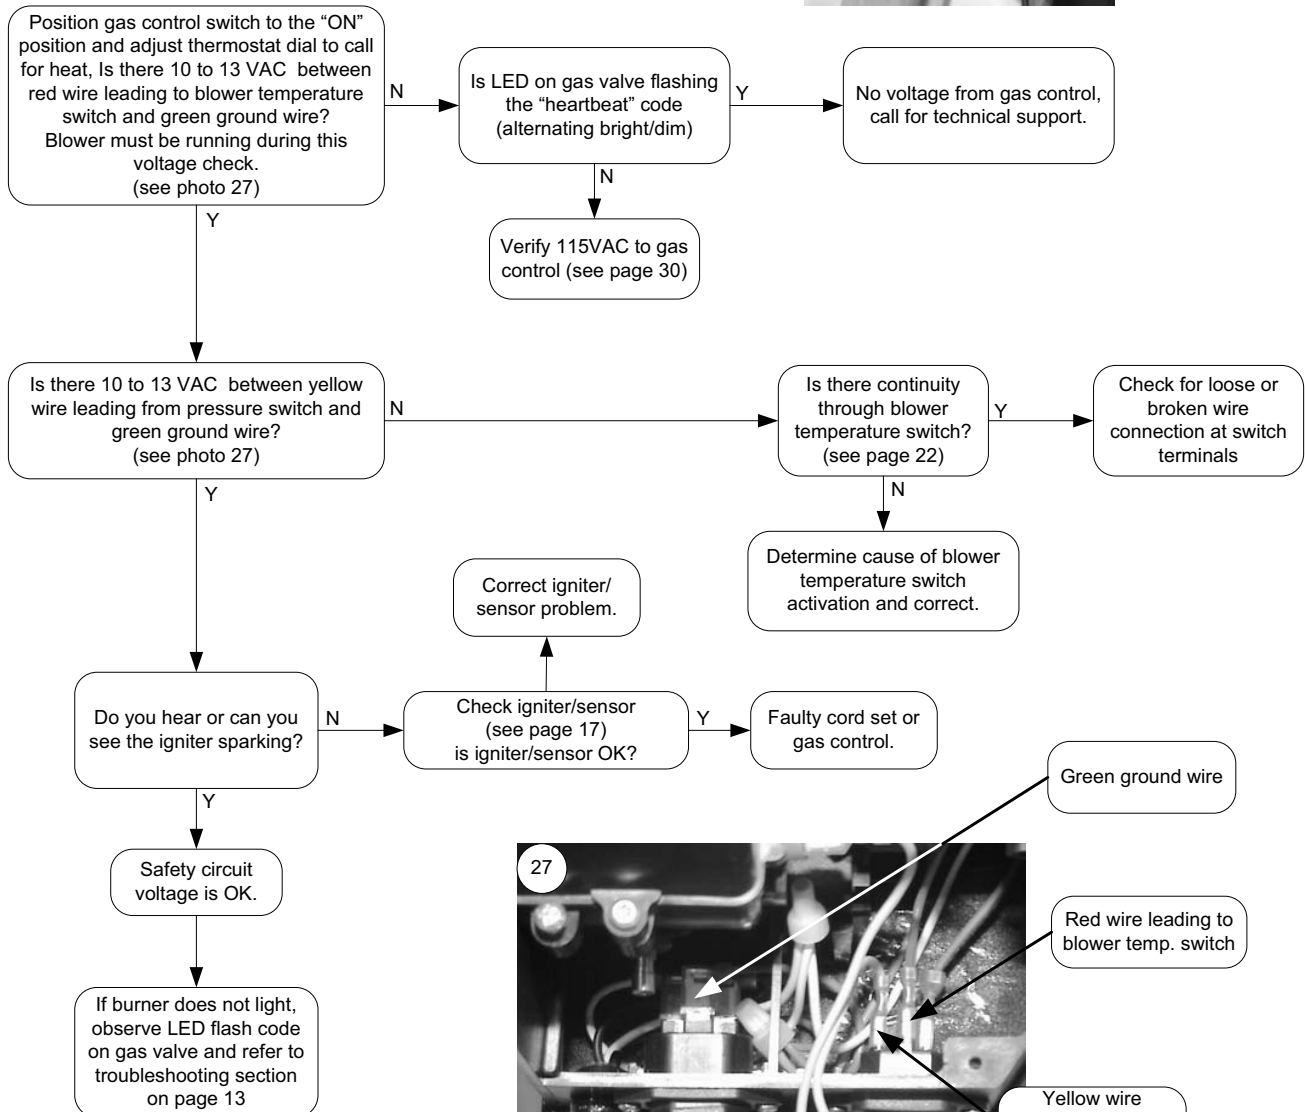 Position gas control switch to the “ON”
position and adjust thermostat dial to call
for heat, Is there 10 to 13 VAC between
red wire leading to blower temperature
switch and green ground wire?
Blower must be running during this
voltage check.
(see photo 27)
N
Is LED on gas valve flashing
the “heartbeat” code
(alternating bright/dim)
Y
No voltage from gas control,
call for technical support.
N
Verify 115VAC to gas
control (see page 30)
Y
Is there 10 to 13 VAC between yellow
wire leading from pressure switch and
green ground wire?
(see photo 27)
N
Is there continuity
through blower
temperature switch?
(see page 22)
Y
Check for loose or
broken wire
connection at switch
terminals
N
Determine cause of blower
temperature switch
activation and correct.
Y
Do you hear or can you
see the igniter sparking?
N
Check igniter/sensor
(see page 17)
is igniter/sensor OK?
Correct igniter/
sensor problem.
Y
Faulty cord set or
gas control.
Y
Safety circuit
voltage is OK.
If burner does not light,
observe LED flash code
on gas valve and refer to
troubleshooting section
on page 13
27
Green ground wire
Red wire leading to
blower temp. switch
Yellow wire